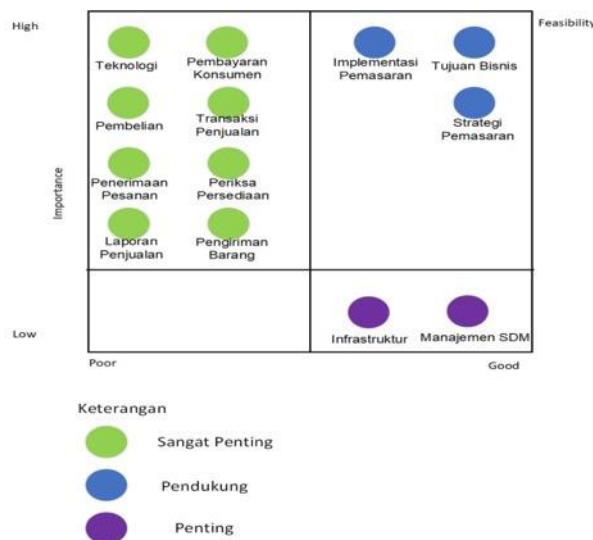 High
Feasibility
Teknologi
Pembayaran
Konsumen
Implementasi
Pemasaran
Tujuan Bisnis
Pembelian
Transaksi
Penjualan
Strategi
Pemasaran
Importance
Penerimaan
Pesanan
Periksa
Persediaan
Laporan
Penjualan
Pengiriman
Barang
Low
Infrastruktur
Manajemen SDM
Poor
Good
Keterangan
Sangat Penting
Pendukung
Penting